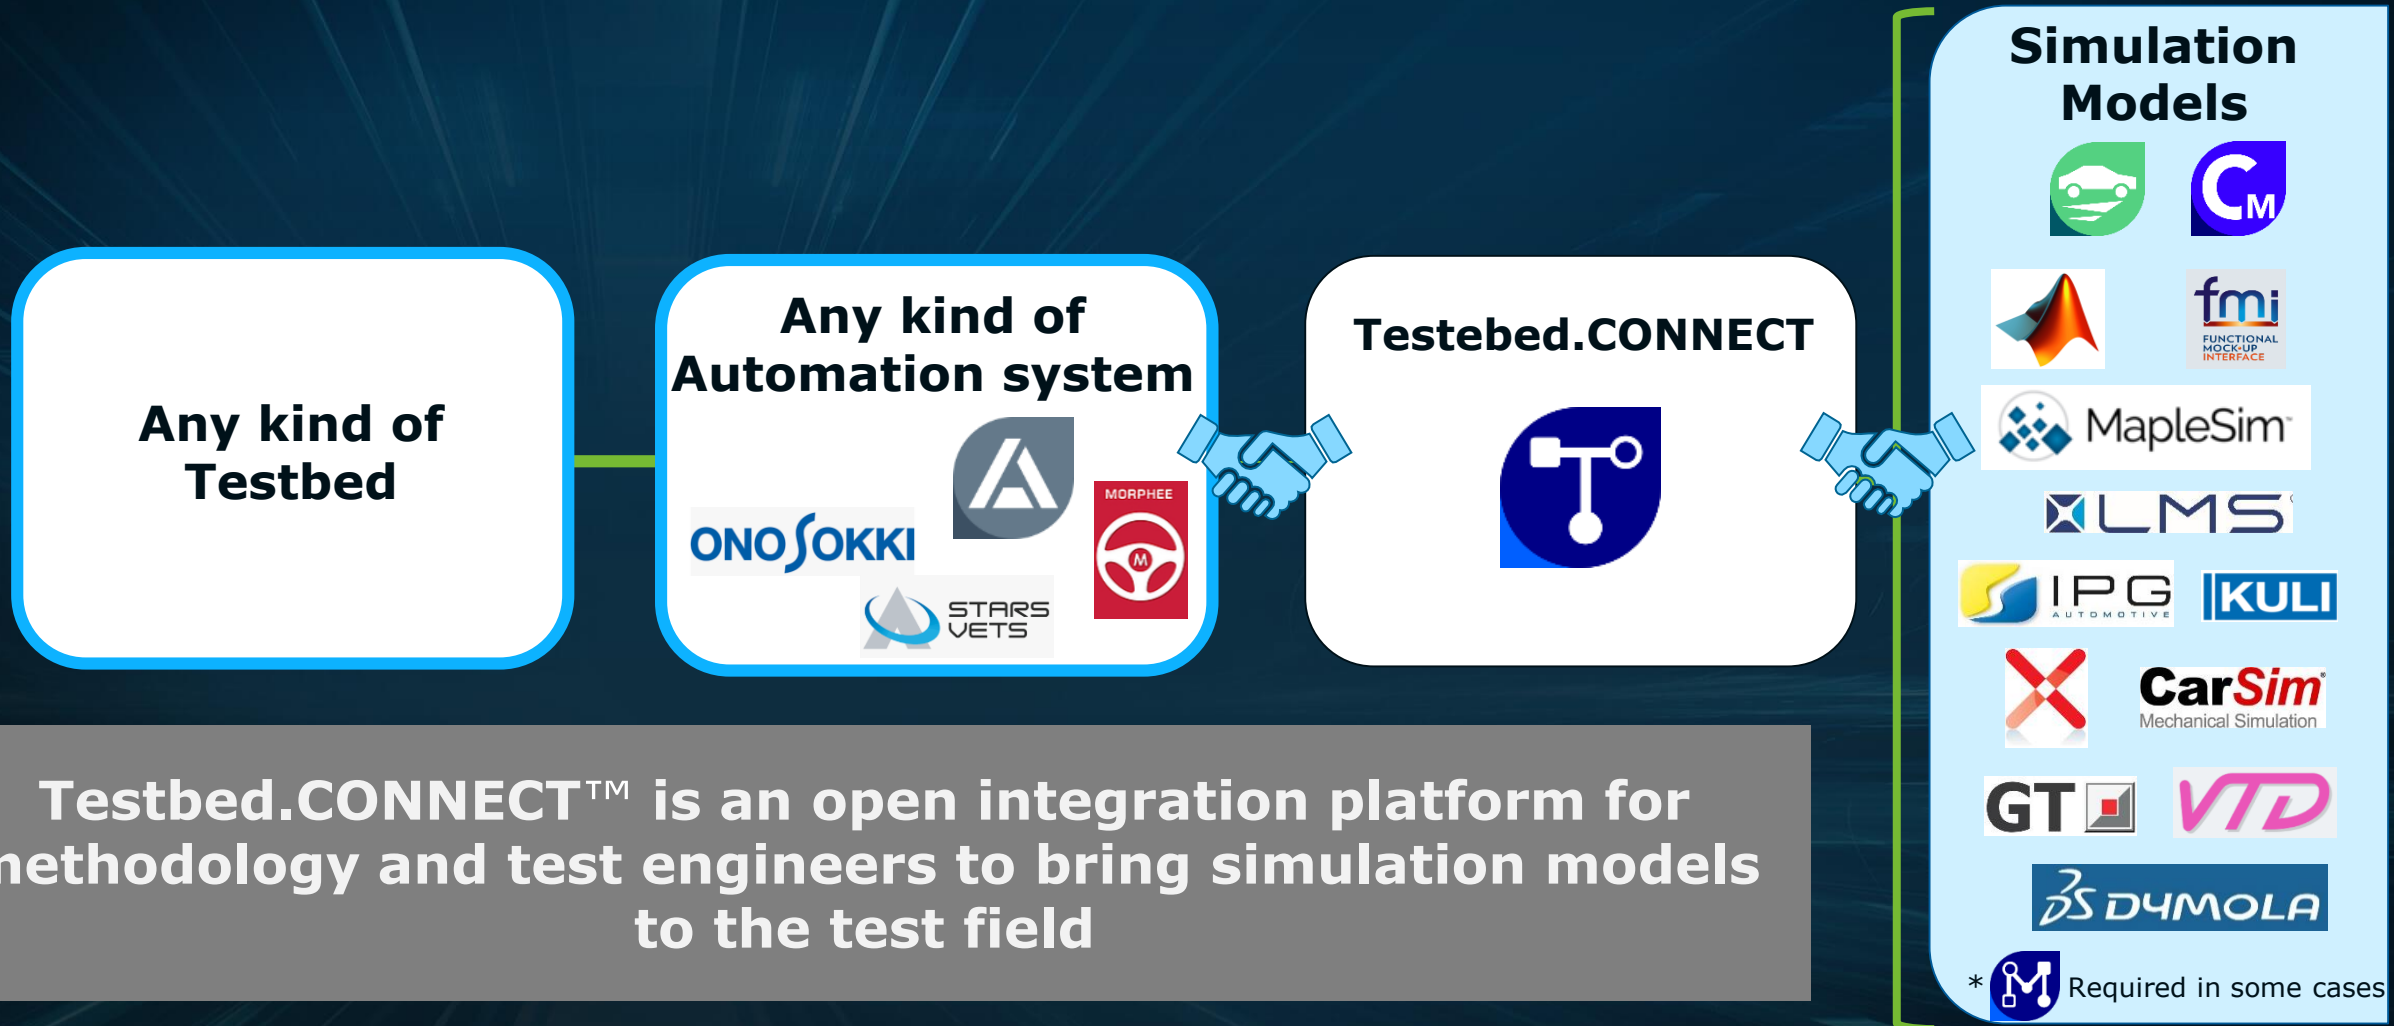 Any kind of
Testbed
Any kind of
Automation system
ONO SOKKI
MORPHEE
M
STARS
VETS
Testebed.CONNECT
Simulation
Models
CM
fmi
FUNCTIONAL
MOCK-UP
INTERFACE
MapleSim™
LMS
IPG
AUTOMOTIVE
KULI
CarSim®
Mechanical Simulation
GT
VTD
DYMOLA
* Required in some cases
Testbed.CONNECT™ is an open integration platform for
methodology and test engineers to bring simulation models
to the test field